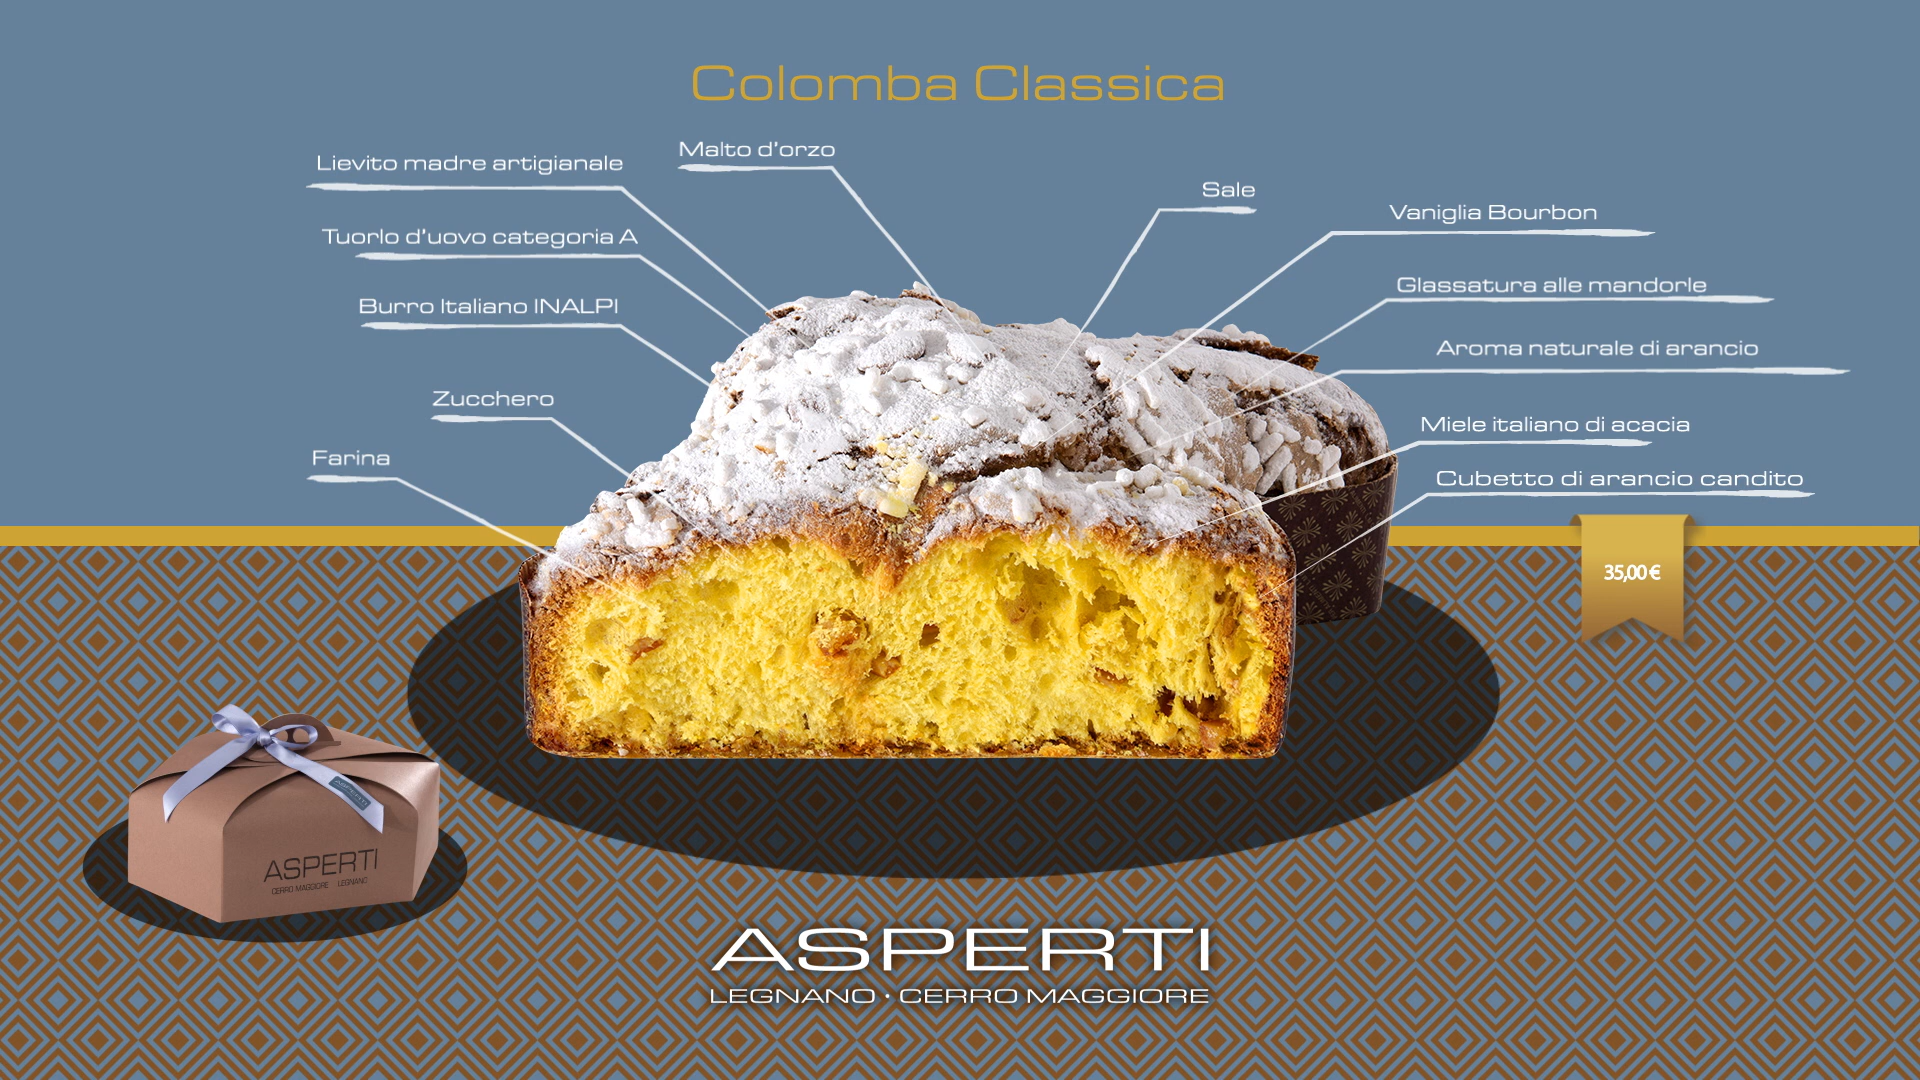 Colomba Classica
Lievito madre artigianale
Malto d'orzo
Sale
Vaniglia Bourbon
Tuorlo d'uovo categoria A
Glassatura alle mandorle
Burro Italiano INALPI
Aroma naturale di arancio
Zucchero
Miele italiano di acacia
Farina
Cubetto di arancio candito
35,00 €
ASPERTI
ASPERTI
CERRO MAGGIORE LEGNANO
ASPERTI
LEGNANO · CERRO MAGGIORE